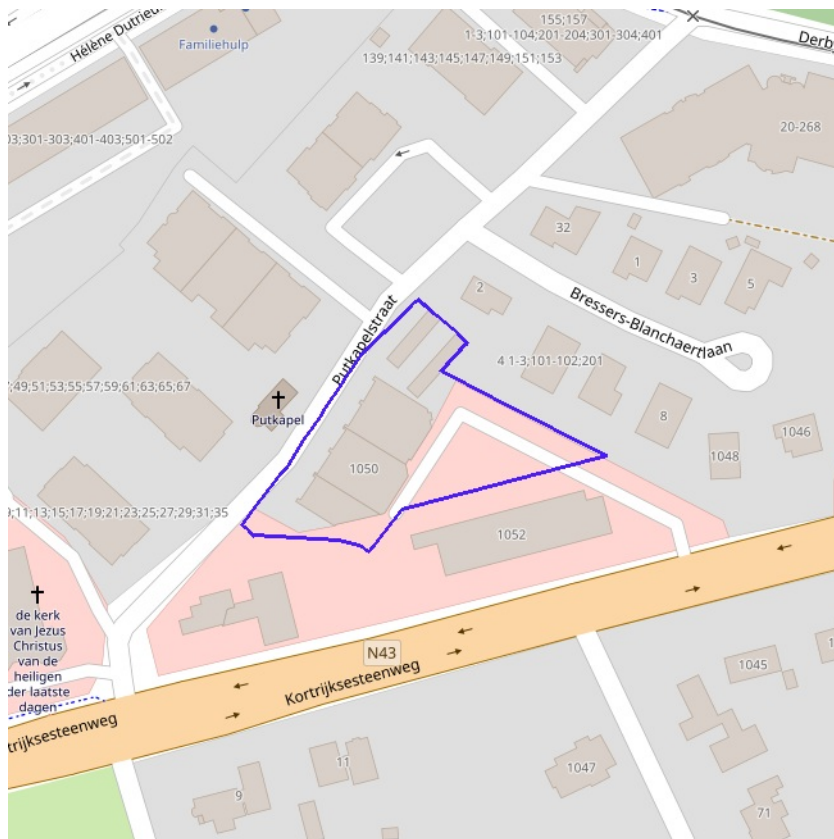 Hélène Dutrieu
Familiehulp
155;157
1-3;101-104;201-204;301-304;401
139;141;143;145;147;149;151;153
Derb
20-268
03;301-303;401-403;501-502
32
1
3
5
2
Bressers-Blanchaertlaan
Putkapelstraat
4 1-3;101-102;201
7;49;51;53;55;57;59;61;63;65;67
Putkapel
8
1046
1048
1050
9;11;13;15;17;19;21;23;25;27;29;31;35
1052
de kerk
van Jezus
Christus
van de
heiligen
der laatste
dagen
N43
Kortrijksesteenweg
trijksesteenweg
1045
1
11
1047
9
71